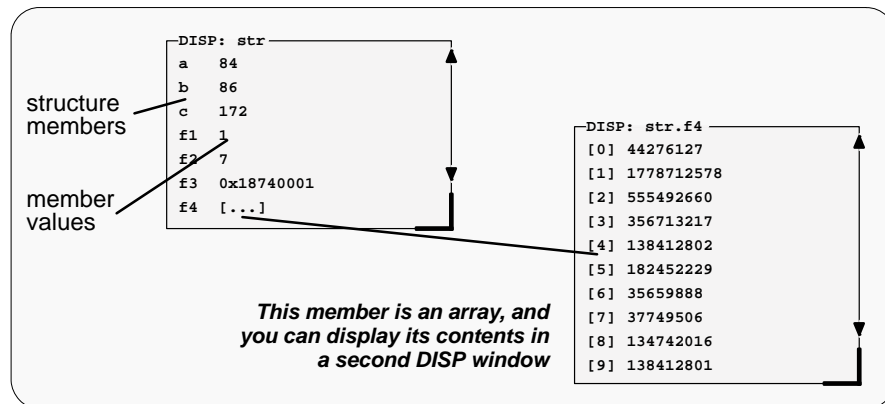 DISP: str
a 84
b 86
c 172
f1 1
f2 7
f3 0x18740001
f4 [...]
structure
members
member
values
DISP: str.f4
[0] 44276127
[1] 1778712578
[2] 555492660
[3] 356713217
[4] 138412802
[5] 182452229
[6] 35659888
[7] 37749506
[8] 134742016
[9] 138412801
This member is an array, and
you can display its contents in
a second DISP window